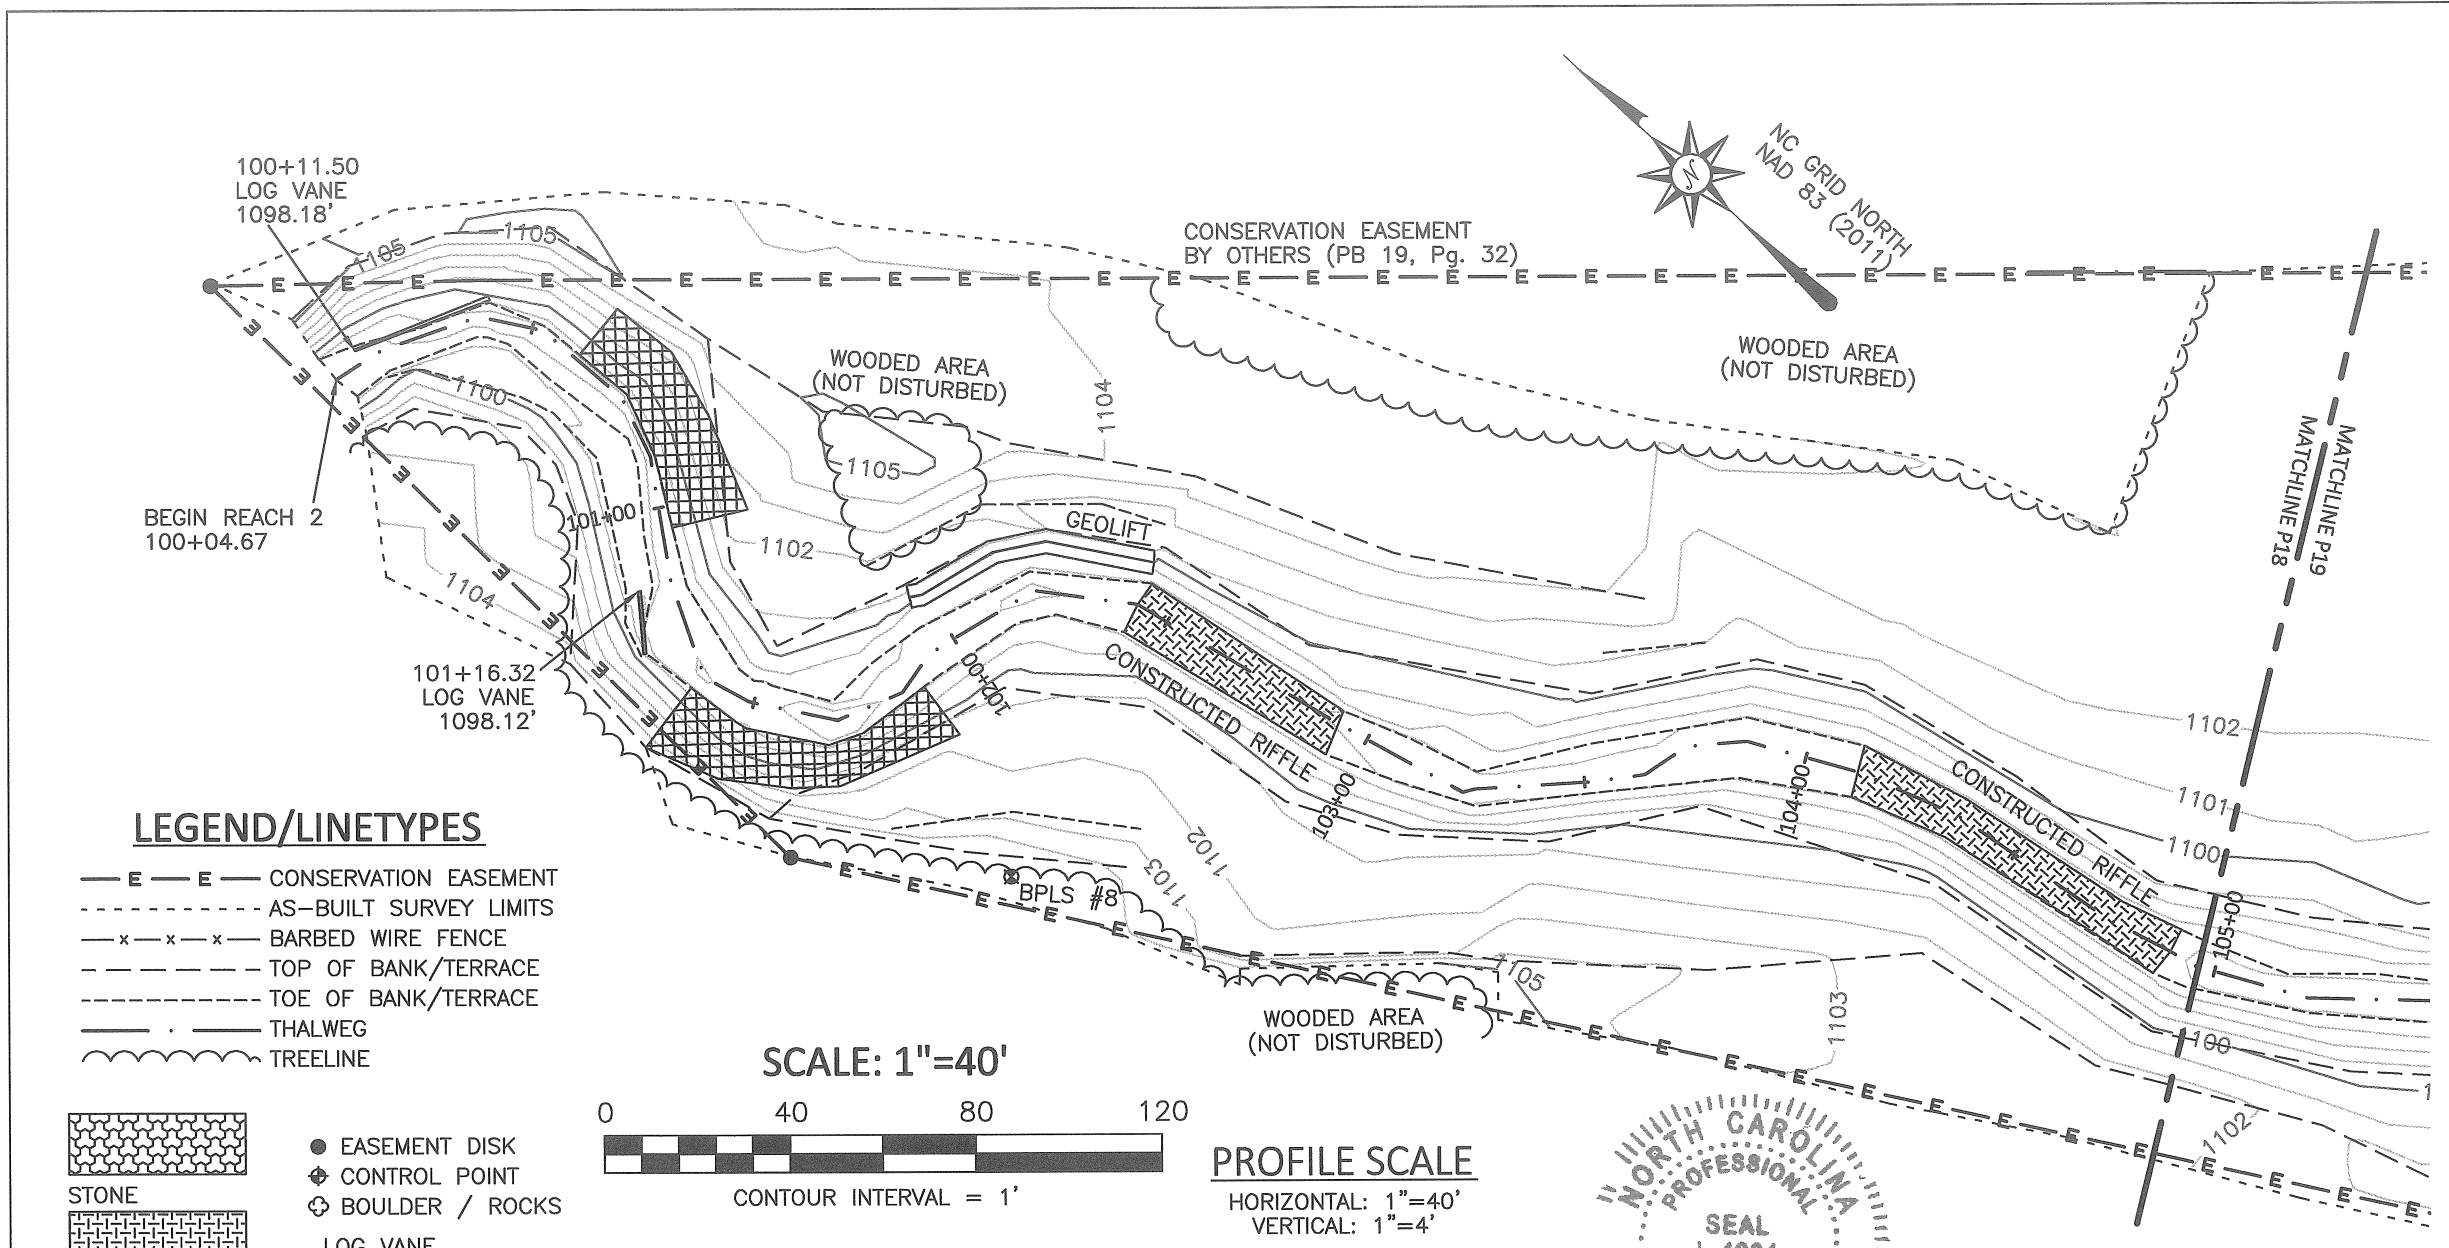 100+11.50
LOG VANE
1098.18'
1105
1105
CONSERVATION EASEMENT
BY OTHERS (PB 19, Pg. 32)
NC GRID NORTH
NAD 83 (2011)
N
WOODED AREA
(NOT DISTURBED)
WOODED AREA
(NOT DISTURBED)
1100
1104
1105
MATCHLINE P19
MATCHLINE P18
BEGIN REACH 2
100+04.67
101+00
GEOLIFT
1102
1104
101+16.32
LOG VANE
1098.12'
102+00
CONSTRUCTED RIFFLE
1102
1101
1100
CONSTRUCTED RIFFLE
103+00
104+00
105+00
1102
1103
BPLS #8
1105
1103
1100
1102
WOODED AREA
(NOT DISTURBED)
LEGEND/LINETYPES
E E CONSERVATION EASEMENT
AS-BUILT SURVEY LIMITS
x x x BARBED WIRE FENCE
TOP OF BANK/TERRACE
TOE OF BANK/TERRACE
THALWEG
TREELINE
STONE
EASEMENT DISK
CONTROL POINT
BOULDER / ROCKS
LOG VANE
SCALE: 1"=40'
0 40 80 120
CONTOUR INTERVAL = 1'
PROFILE SCALE
HORIZONTAL: 1"=40'
VERTICAL: 1"=4'
NORTH CAROLINA
PROFESSIONAL
SEAL